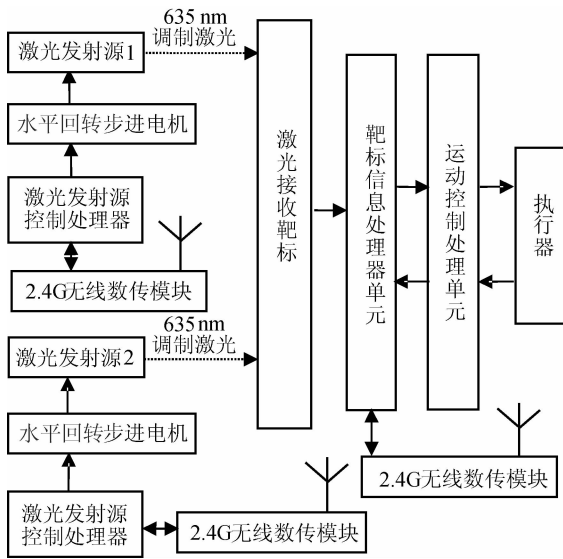 635 nm
调制激光
激光发射源1
水平回转步进电机
激光发射源
控制处理器
2.4G无线数传模块
635 nm
调制激光
激光发射源2
水平回转步进电机
激光发射源
控制处理器
2.4G无线数传模块
激光接收靶标
靶标信息处理器单元
运动控制处理单元
执行器
2.4G无线数传模块